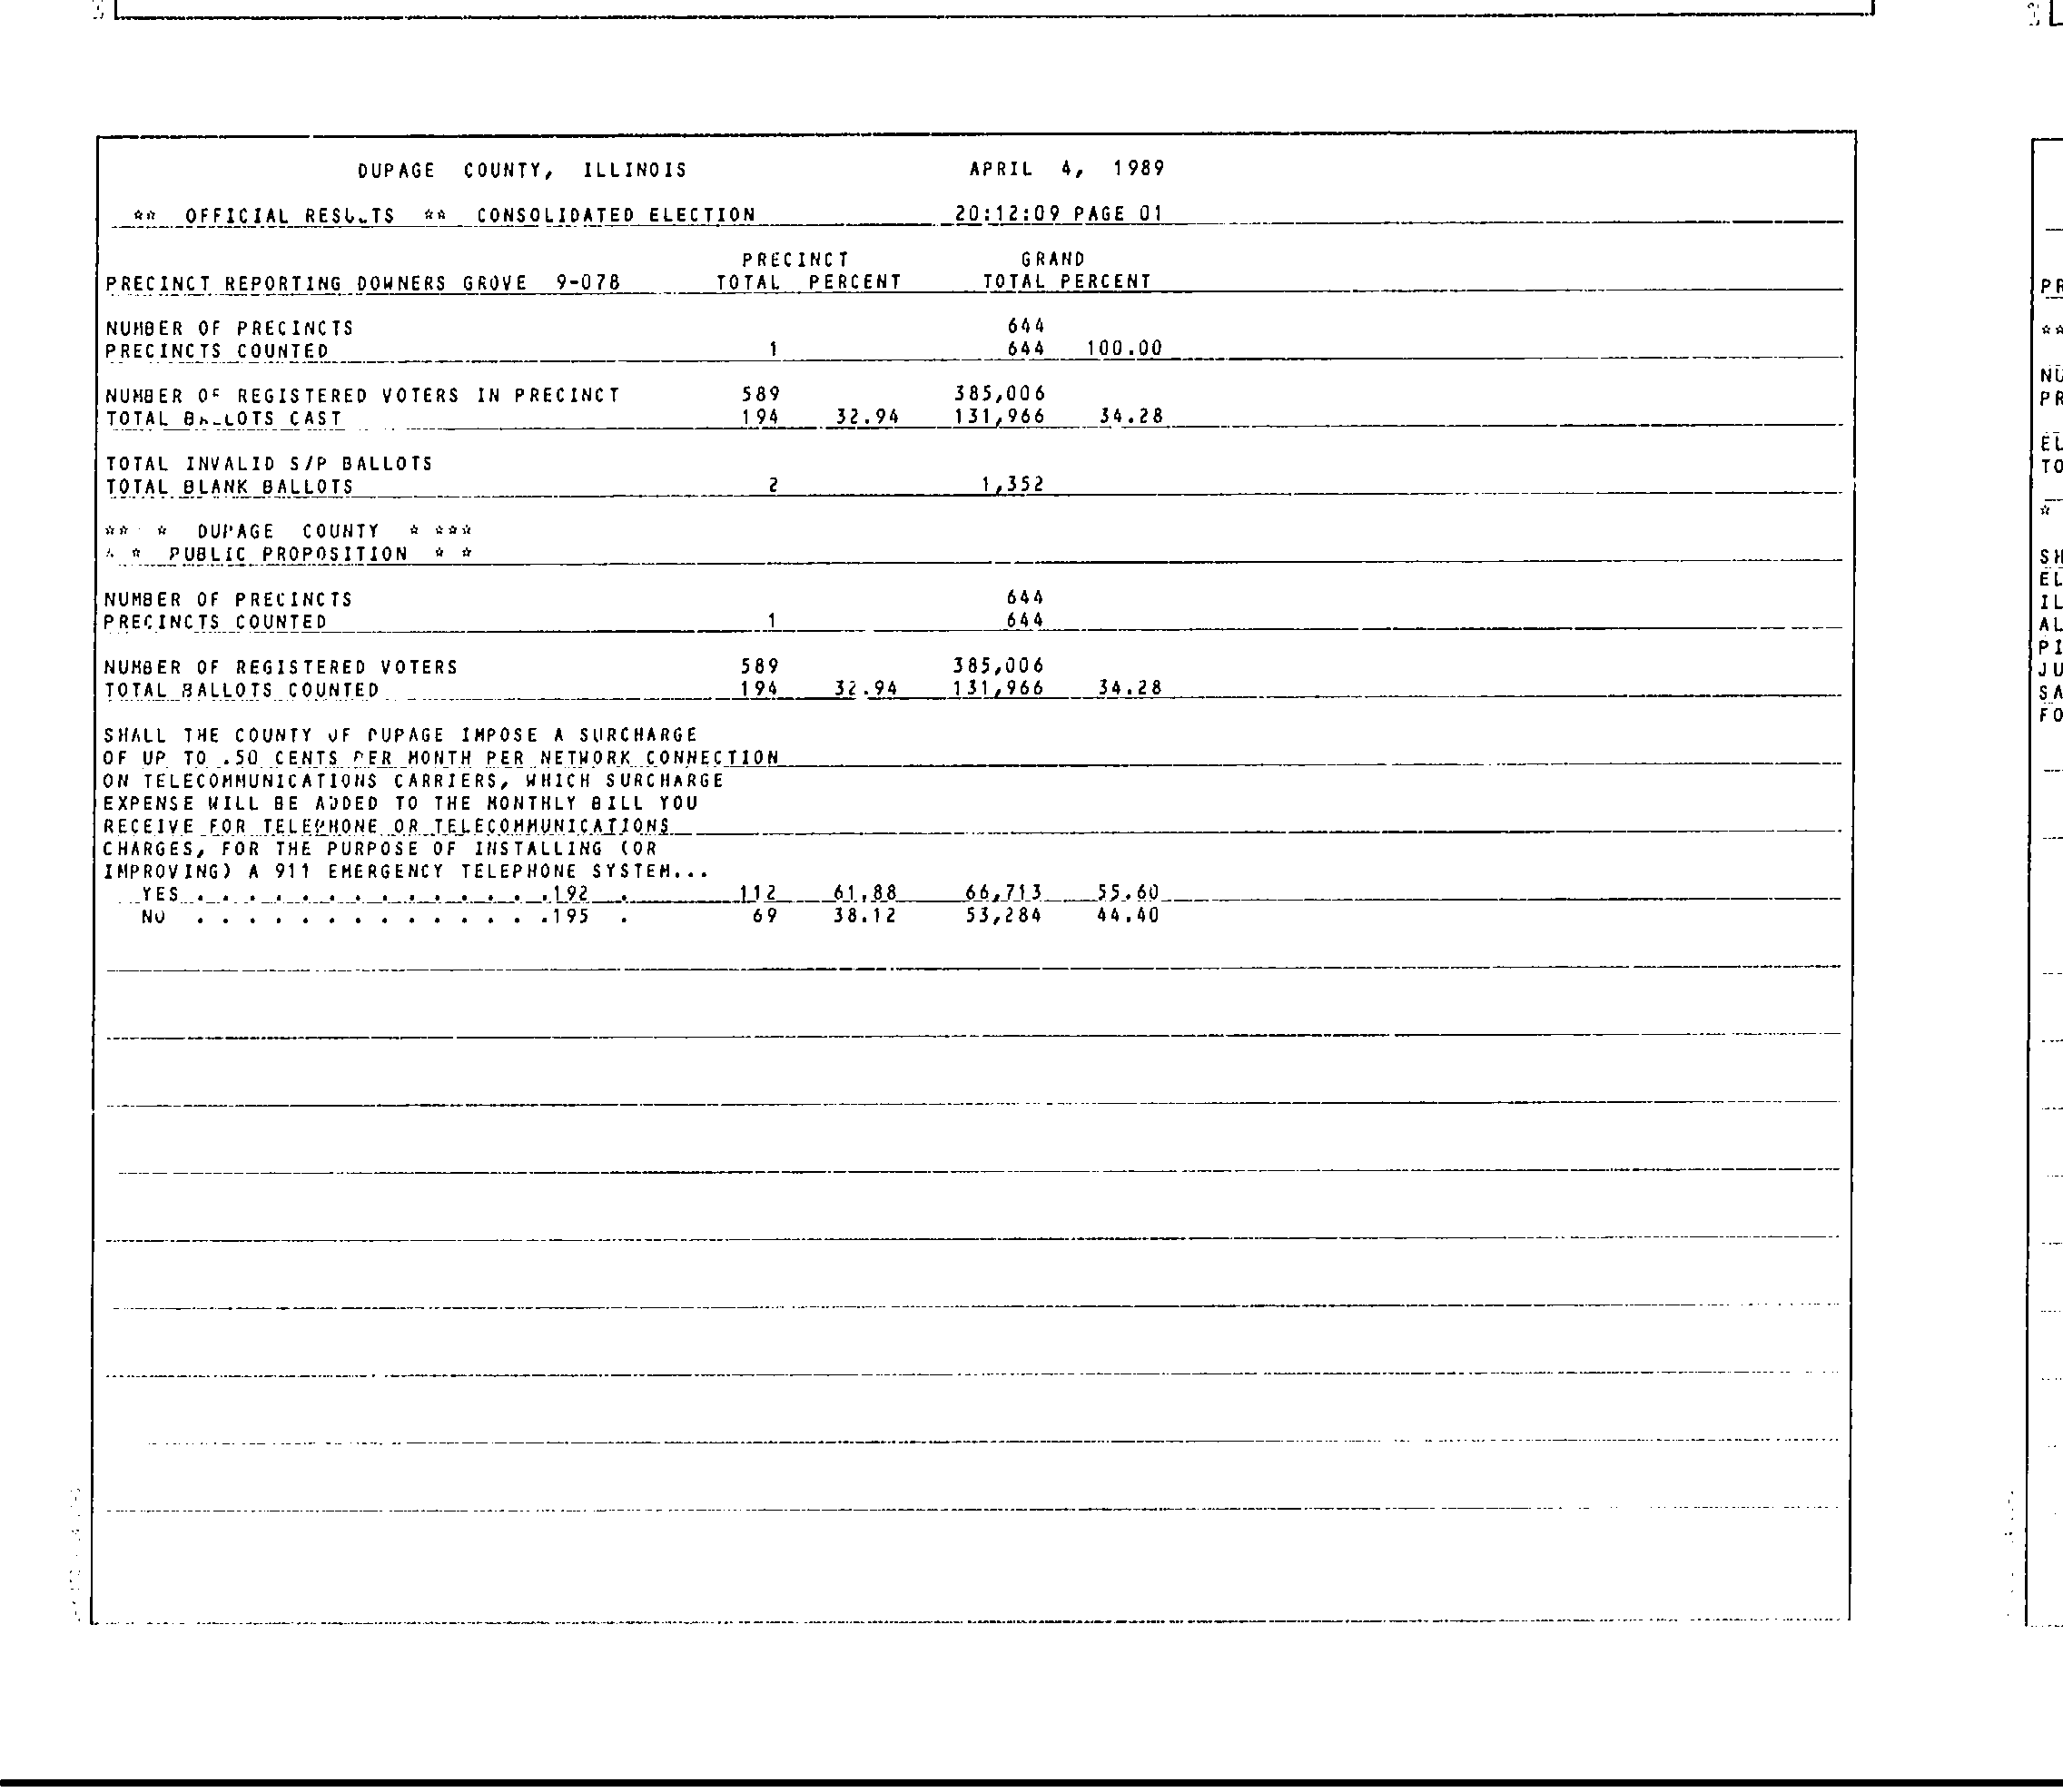 DUPAGE COUNTY, ILLINOIS APRIL 4, 1989
** OFFICIAL RESULTS ** CONSOLIDATED ELECTION 20:12:09 PAGE 01
PRECINCT GRAND
PRECINCT REPORTING DOWNERS GROVE 9-078 TOTAL PERCENT TOTAL PERCENT
NUMBER OF PRECINCTS 644
PRECINCTS COUNTED 1 644 100.00
NUMBER OF REGISTERED VOTERS IN PRECINCT 589 385,006
TOTAL BALLOTS CAST 194 32.94 131,966 34.28
TOTAL INVALID S/P BALLOTS
TOTAL BLANK BALLOTS 2 1,352
** * DUPAGE COUNTY * ***
* * PUBLIC PROPOSITION * *
NUMBER OF PRECINCTS 644
PRECINCTS COUNTED 1 644
NUMBER OF REGISTERED VOTERS 589 385,006
TOTAL BALLOTS COUNTED 194 32.94 131,966 34.28
SHALL THE COUNTY OF DUPAGE IMPOSE A SURCHARGE
OF UP TO .50 CENTS PER MONTH PER NETWORK CONNECTION
ON TELECOMMUNICATIONS CARRIERS, WHICH SURCHARGE
EXPENSE WILL BE ADDED TO THE MONTHLY BILL YOU
RECEIVE FOR TELEPHONE OR TELECOMMUNICATIONS
CHARGES, FOR THE PURPOSE OF INSTALLING (OR
IMPROVING) A 911 EMERGENCY TELEPHONE SYSTEM...
YES . . . . . . . . . . . . . .192 . 112 61.88 66,713 55.60
NO . . . . . . . . . . . . . .195 . 69 38.12 53,284 44.40
PR
**
NU
PR
EL
TO
*
SH
EL
IL
AL
PI
JU
SA
FO